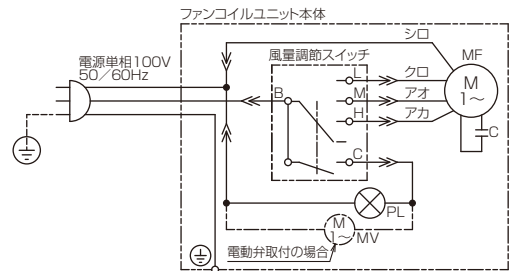 ファンコイルユニット本体
シロ
電源単相100V
50/60Hz
風量調節スイッチ
MF
L
クロ
M
1～
B
M
アオ
H
アカ
C
C
PL
M
1～
MV
電動弁取付の場合